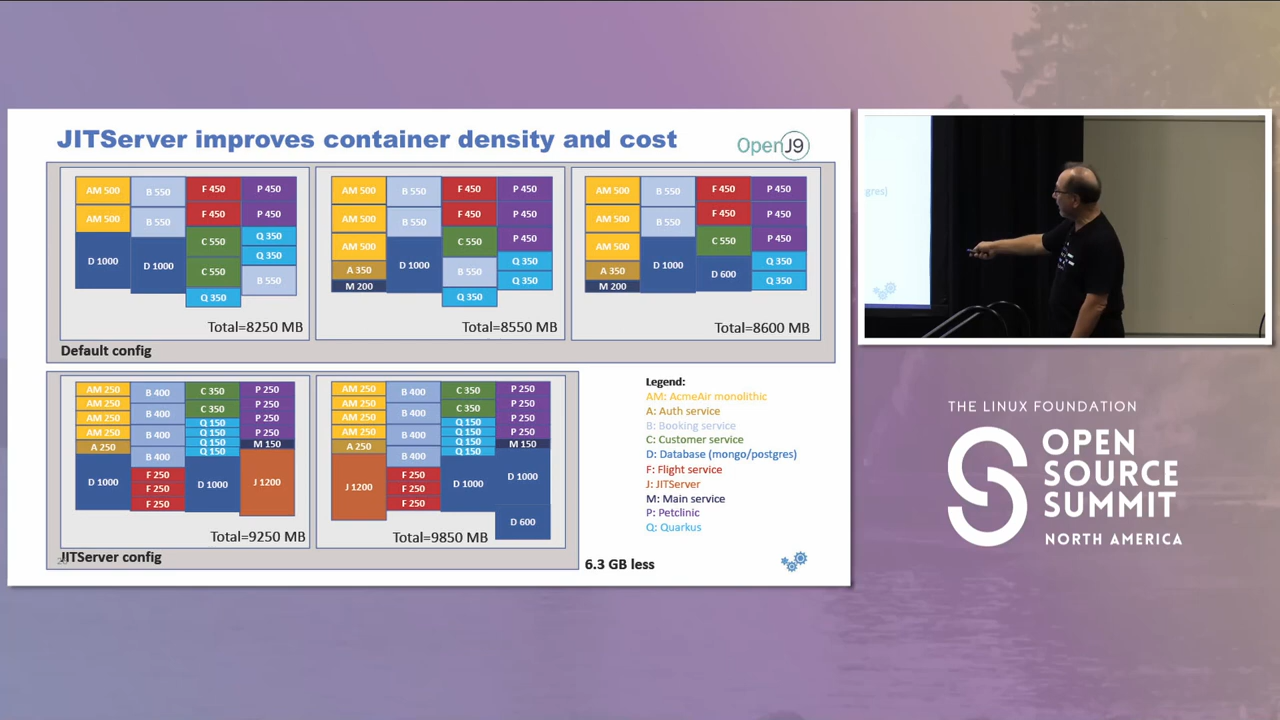 JITServer improves container density and cost
OpenJ9
AM 500
AM 500
D 1000
B 550
B 550
D 1000
F 450
F 450
C 550
C 550
Q 350
P 450
P 450
Q 350
Q 350
B 550
Total=8250 MB
AM 500
AM 500
AM 500
A 350
M 200
B 550
B 550
D 1000
F 450
F 450
C 550
B 550
Q 350
P 450
P 450
P 450
Q 350
Q 350
Total=8550 MB
AM 500
AM 500
AM 500
A 350
M 200
B 550
B 550
D 1000
F 450
F 450
C 550
D 600
P 450
P 450
P 450
Q 350
Q 350
Total=8600 MB
Default config
AM 250
AM 250
AM 250
AM 250
A 250
D 1000
B 400
B 400
B 400
B 400
F 250
F 250
F 250
C 350
C 350
Q 150
Q 150
Q 150
Q 150
D 1000
P 250
P 250
P 250
P 250
M 150
J 1200
Total=9250 MB
AM 250
AM 250
AM 250
AM 250
A 250
J 1200
B 400
B 400
B 400
B 400
F 250
F 250
F 250
C 350
C 350
Q 150
Q 150
Q 150
Q 150
D 1000
P 250
P 250
P 250
P 250
M 150
D 1000
D 600
Total=9850 MB
JITServer config
Legend:
AM: AcmeAir monolithic
A: Auth service
B: Booking service
C: Customer service
D: Database (mongo/postgres)
F: Flight service
J: JITServer
M: Main service
P: Petclinic
Q: Quarkus
6.3 GB less
gres)
THE LINUX FOUNDATION
OPEN
SOURCE
SUMMIT
NORTH AMERICA